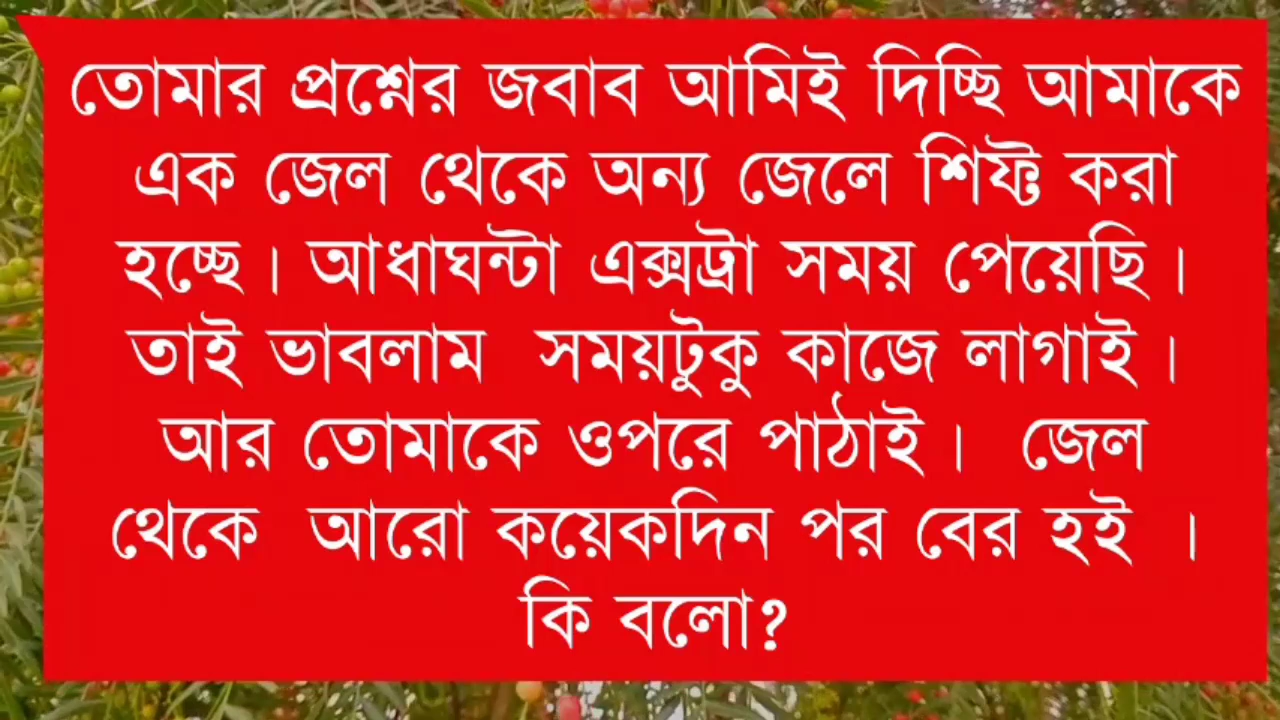 তোমার প্রশ্নের জবাব আমিই দিচ্ছি আমাকে
এক জেল থেকে অন্য জেলে শিফ্ট করা
হচ্ছে। আধাঘন্টা এক্সট্রা সময় পেয়েছি।
তাই ভাবলাম সময়টুকু কাজে লাগাই।
আর তোমাকে ওপরে পাঠাই। জেল
থেকে আরো কয়েকদিন পর বের হই ।
কি বলো?